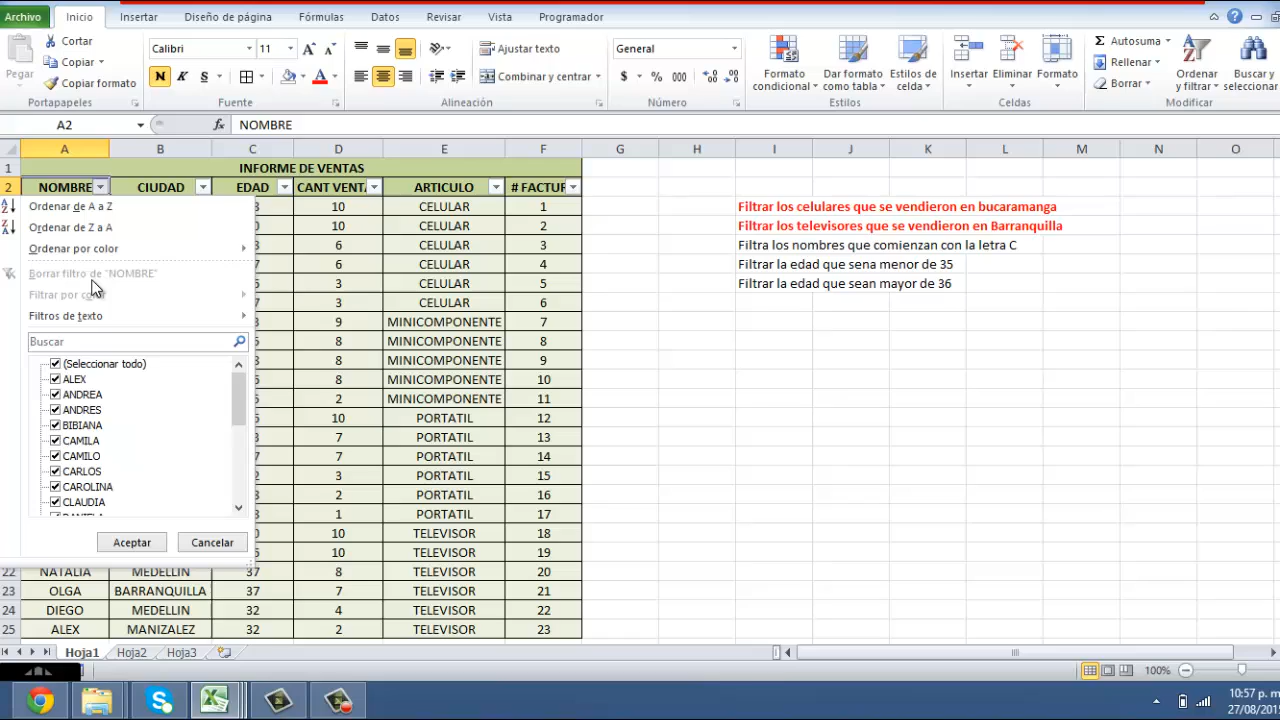 Archivo Inicio Insertar Diseño de página Fórmulas Datos Revisar Vista Programador
Pegar
Cortar
Copiar
Copiar formato
Portapapeles
Calibri 11
N K S A
Fuente
Ajustar texto
Combinar y centrar
Alineación
General
$ % 000
Número
Formato condicional
Dar formato como tabla
Estilos de celda
Estilos
Insertar Eliminar Formato
Celdas
Autosuma
Rellenar
Borrar
Ordenar y filtrar
Buscar y seleccionar
Modificar
A2 fx NOMBRE
A B C D E F G H I J K L M N O
1 INFORME DE VENTAS
2 NOMBRE CIUDAD EDAD CANT VENTA ARTICULO # FACTUR
10 CELULAR 1
10 CELULAR 2
6 CELULAR 3
6 CELULAR 4
3 CELULAR 5
3 CELULAR 6
9 MINICOMPONENTE 7
8 MINICOMPONENTE 8
8 MINICOMPONENTE 9
8 MINICOMPONENTE 10
2 MINICOMPONENTE 11
10 PORTATIL 12
7 PORTATIL 13
7 PORTATIL 14
3 PORTATIL 15
2 PORTATIL 16
1 PORTATIL 17
10 TELEVISOR 18
10 TELEVISOR 19
22 NATALIA MEDELLIN 37 8 TELEVISOR 20
23 OLGA BARRANQUILLA 37 7 TELEVISOR 21
24 DIEGO MEDELLIN 32 4 TELEVISOR 22
25 ALEX MANIZALEZ 32 2 TELEVISOR 23
Ordenar de A a Z
Ordenar de Z a A
Ordenar por color
Borrar filtro de "NOMBRE"
Filtrar por color
Filtros de texto
Buscar
(Seleccionar todo)
ALEX
ANDREA
ANDRES
BIBIANA
CAMILA
CAMILO
CARLOS
CAROLINA
CLAUDIA
Aceptar Cancelar
Filtrar los celulares que se vendieron en bucaramanga
Filtrar los televisores que se vendieron en Barranquilla
Filtra los nombres que comienzan con la letra C
Filtrar la edad que sena menor de 35
Filtrar la edad que sean mayor de 36
Hoja1 Hoja2 Hoja3
100%
10:57 p. m
27/08/201